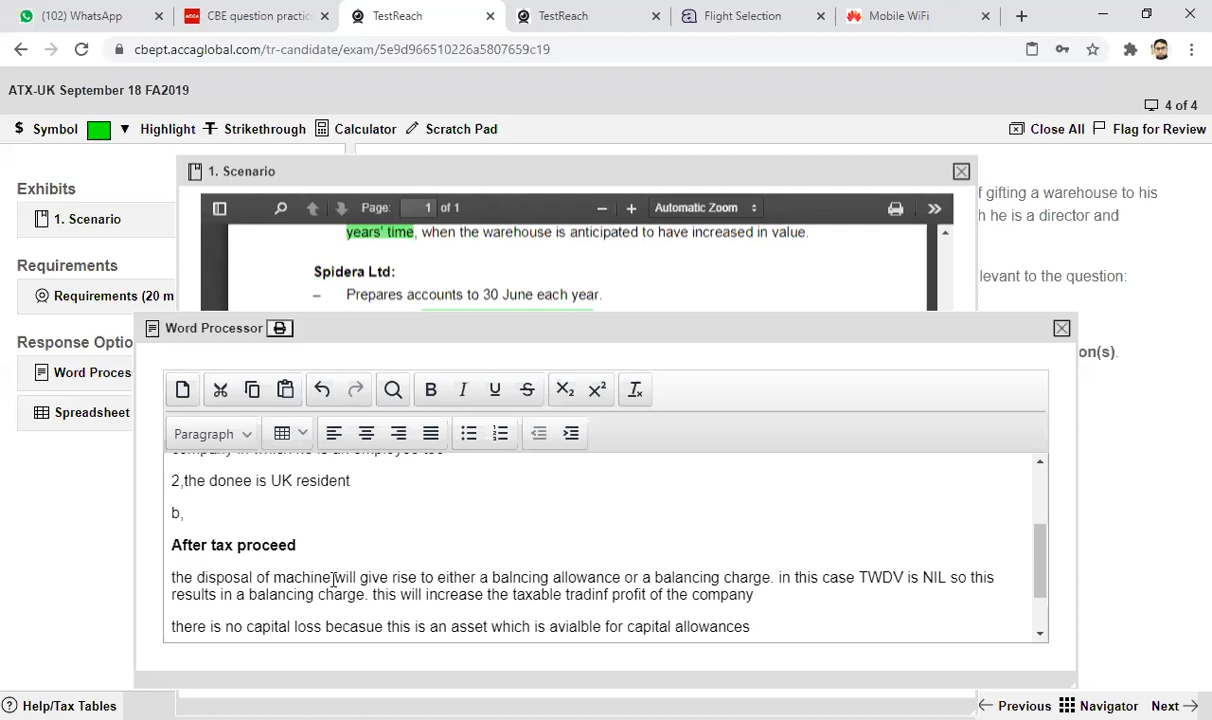 (102) WhatsApp
CBE question practic
TestReach
TestReach
Flight Selection
Mobile WiFi
cbept.accaglobal.com/tr-candidate/exam/5e9d966510226a5807659c19
ATX-UK September 18 FA2019
4 of 4
$ Symbol
Highlight
Strikethrough
Calculator
Scratch Pad
Close All
Flag for Review
Exhibits
1. Scenario
Requirements
Requirements (20 m
Response Optio
Word Proces
Spreadsheet
1. Scenario
Page: 1 of 1
Automatic Zoom
years' time, when the warehouse is anticipated to have increased in value.
Spidera Ltd:
– Prepares accounts to 30 June each year.
f gifting a warehouse to his
h he is a director and
levant to the question:
on(s).
Word Processor
Paragraph
2,the donee is UK resident
b,
After tax proceed
the disposal of machine will give rise to either a balncing allowance or a balancing charge. in this case TWDV is NIL so this
results in a balancing charge. this will increase the taxable tradinf profit of the company
there is no capital loss becasue this is an asset which is avialble for capital allowances
Help/Tax Tables
Previous
Navigator
Next